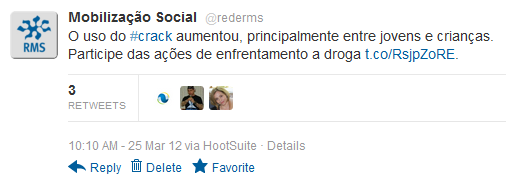 Mobilização Social @rederms
O uso do #crack aumentou, principalmente entre jovens e crianças.
Participe das ações de enfrentamento a droga t.co/RsjpZoRE.
RMS
3
RETWEETS
10:10 AM - 25 Mar 12 via HootSuite · Details
Reply Delete Favorite